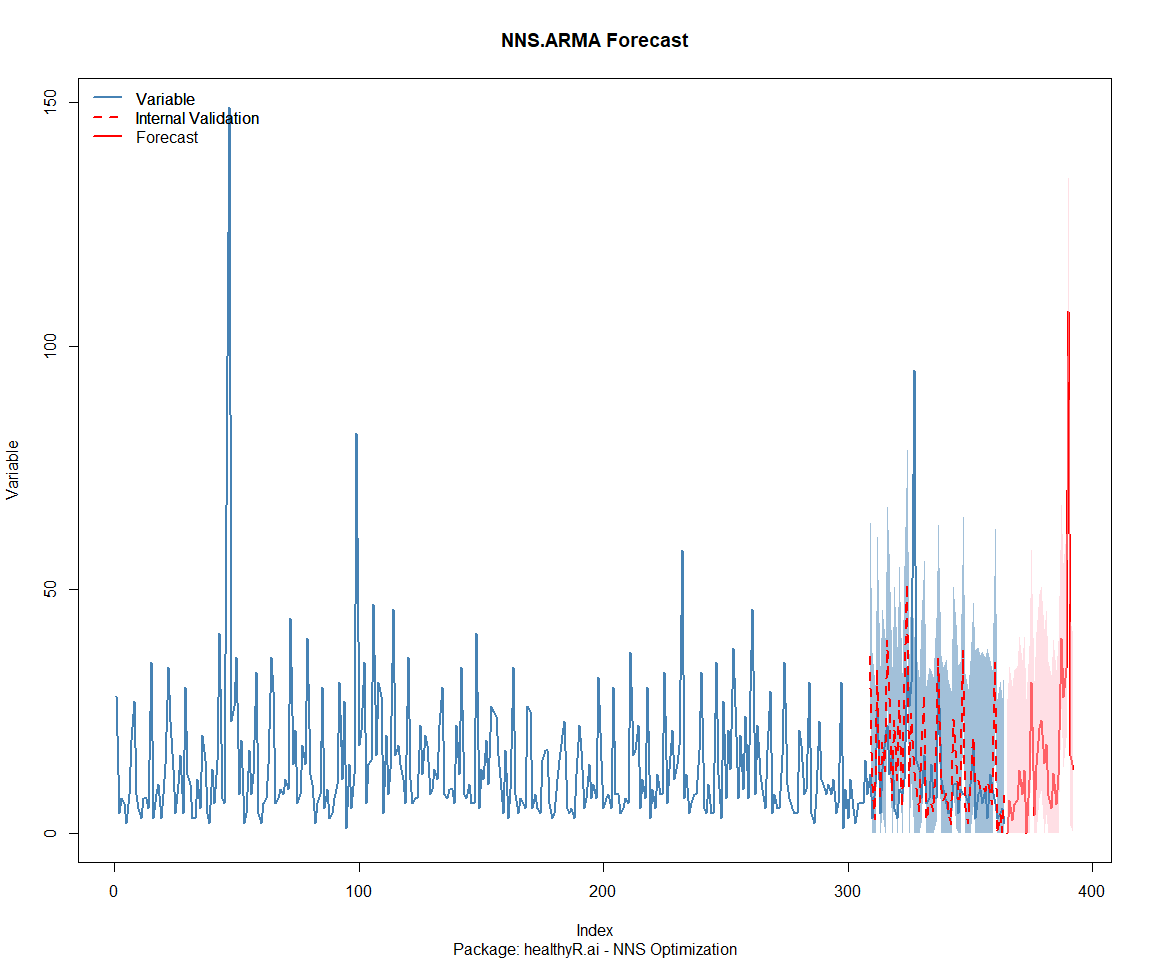 NNS.ARMA Forecast
Variable
Internal Validation
Forecast
150
100
50
0
Variable
0
100
200
300
400
Index
Package: healthyR.ai - NNS Optimization